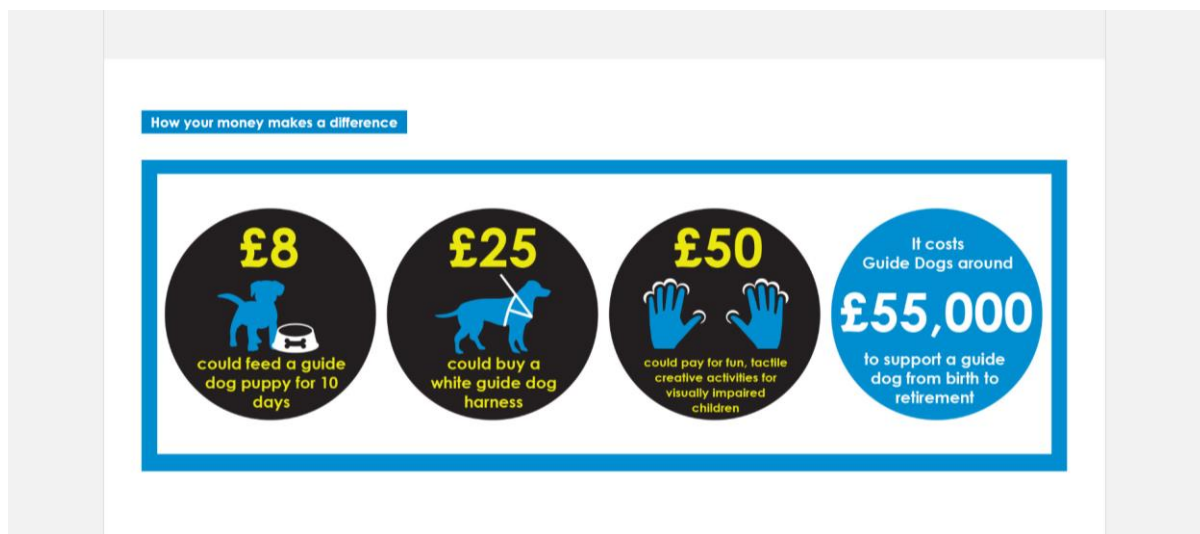 How your money makes a difference
£8
could feed a guide
dog puppy for 10
days
£25
could buy a
white guide dog
harness
£50
could pay for fun, tactile
creative activities for
visually impaired
children
It costs
Guide Dogs around
£55,000
to support a guide
dog from birth to
retirement